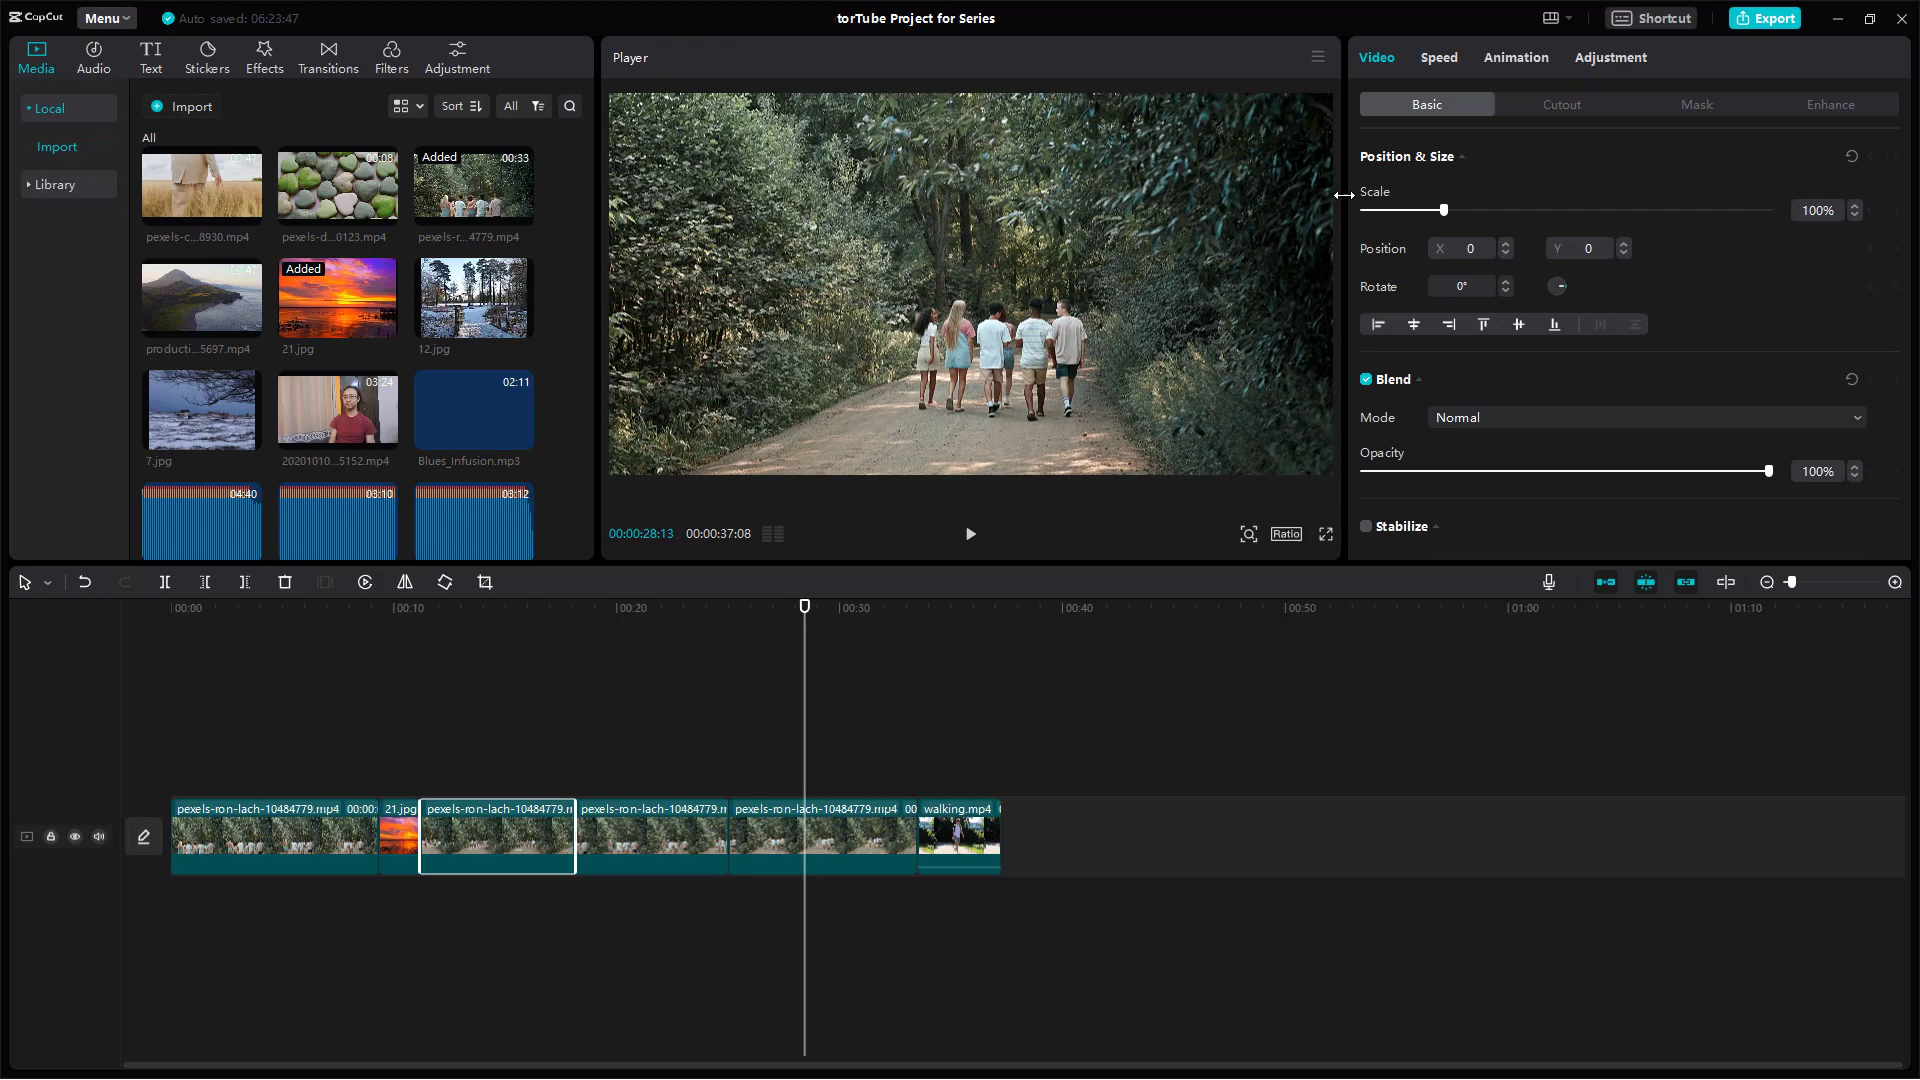 CapCut
Menu
Auto saved: 06:23:47
torTube Project for Series
Shortcut
Export
Media
Audio
TI
Text
Stickers
Effects
Transitions
Filters
Adjustment
Local
Import
Library
Import
Sort
All
All
00:47
pexels-c...8930.mp4
00:08
pexels-d...0123.mp4
Added
00:33
pexels-r...4779.mp4
00:47
producti...5697.mp4
Added
21.jpg
12.jpg
7.jpg
03:24
20201010...5152.mp4
02:11
Blues_Infusion.mp3
04:40
03:10
03:12
Player
00:00:28:13
00:00:37:08
Ratio
Video
Speed
Animation
Adjustment
Basic
Cutout
Mask
Enhance
Position & Size
Scale
100%
Position
X 0
Y 0
Rotate
0°
Blend
Mode
Normal
Opacity
100%
Stabilize
00:00
00:10
00:20
00:30
00:40
00:50
01:00
01:10
pexels-ron-lach-10484779.mp4 00:00:
21.jpg
pexels-ron-lach-10484779.m
pexels-ron-lach-10484779.m
pexels-ron-lach-10484779.mp4 00
walking.mp4